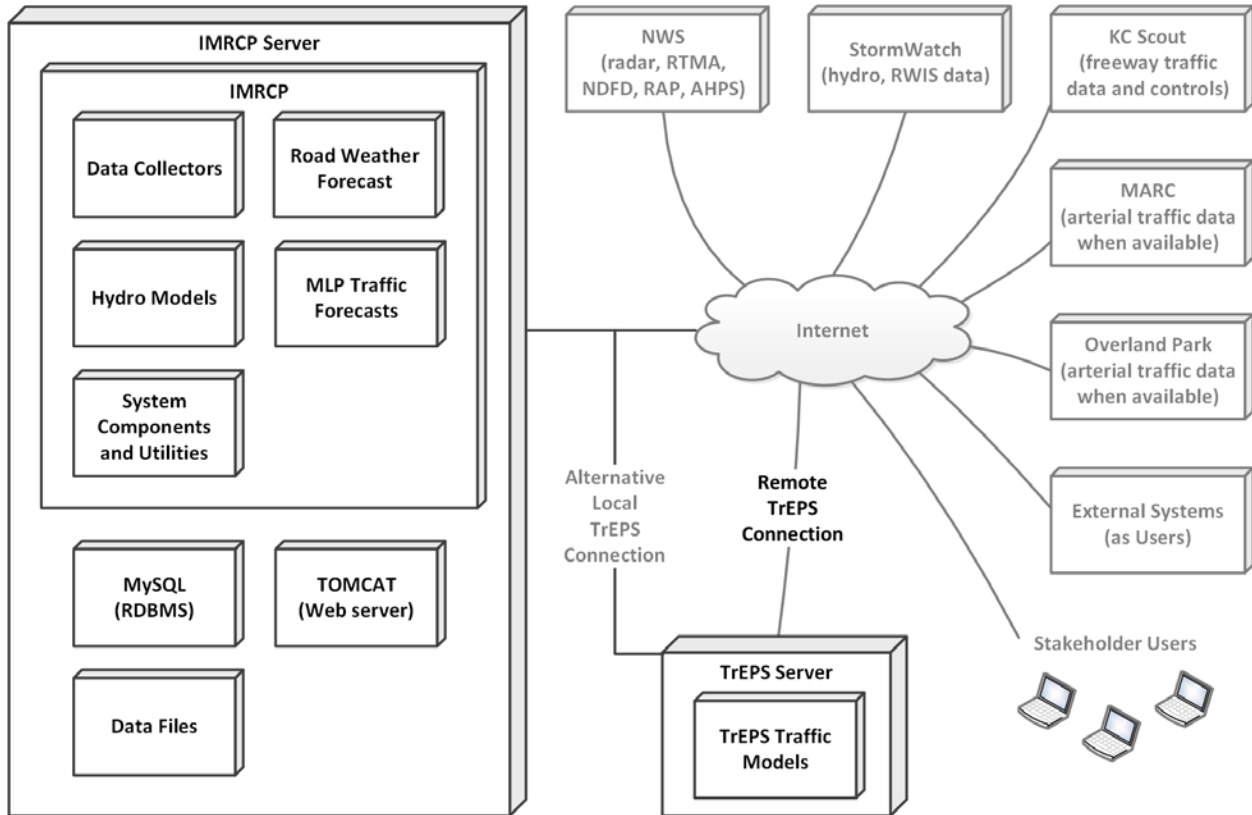 IMRCP Server
IMRCP
Data Collectors
Road Weather
Forecast
Hydro Models
MLP Traffic
Forecasts
System
Components
and Utilities
MySQL
(RDBMS)
TOMCAT
(Web server)
Data Files
NWS
(radar, RTMA,
NDFD, RAP, AHPS)
StormWatch
(hydro, RWIS data)
KC Scout
(freeway traffic
data and controls)
MARC
(arterial traffic data
when available)
Internet
Overland Park
(arterial traffic data
when available)
External Systems
(as Users)
Alternative
Local
TrEPS
Connection
Remote
TrEPS
Connection
Stakeholder Users
TrEPS Server
TrEPS Traffic
Models